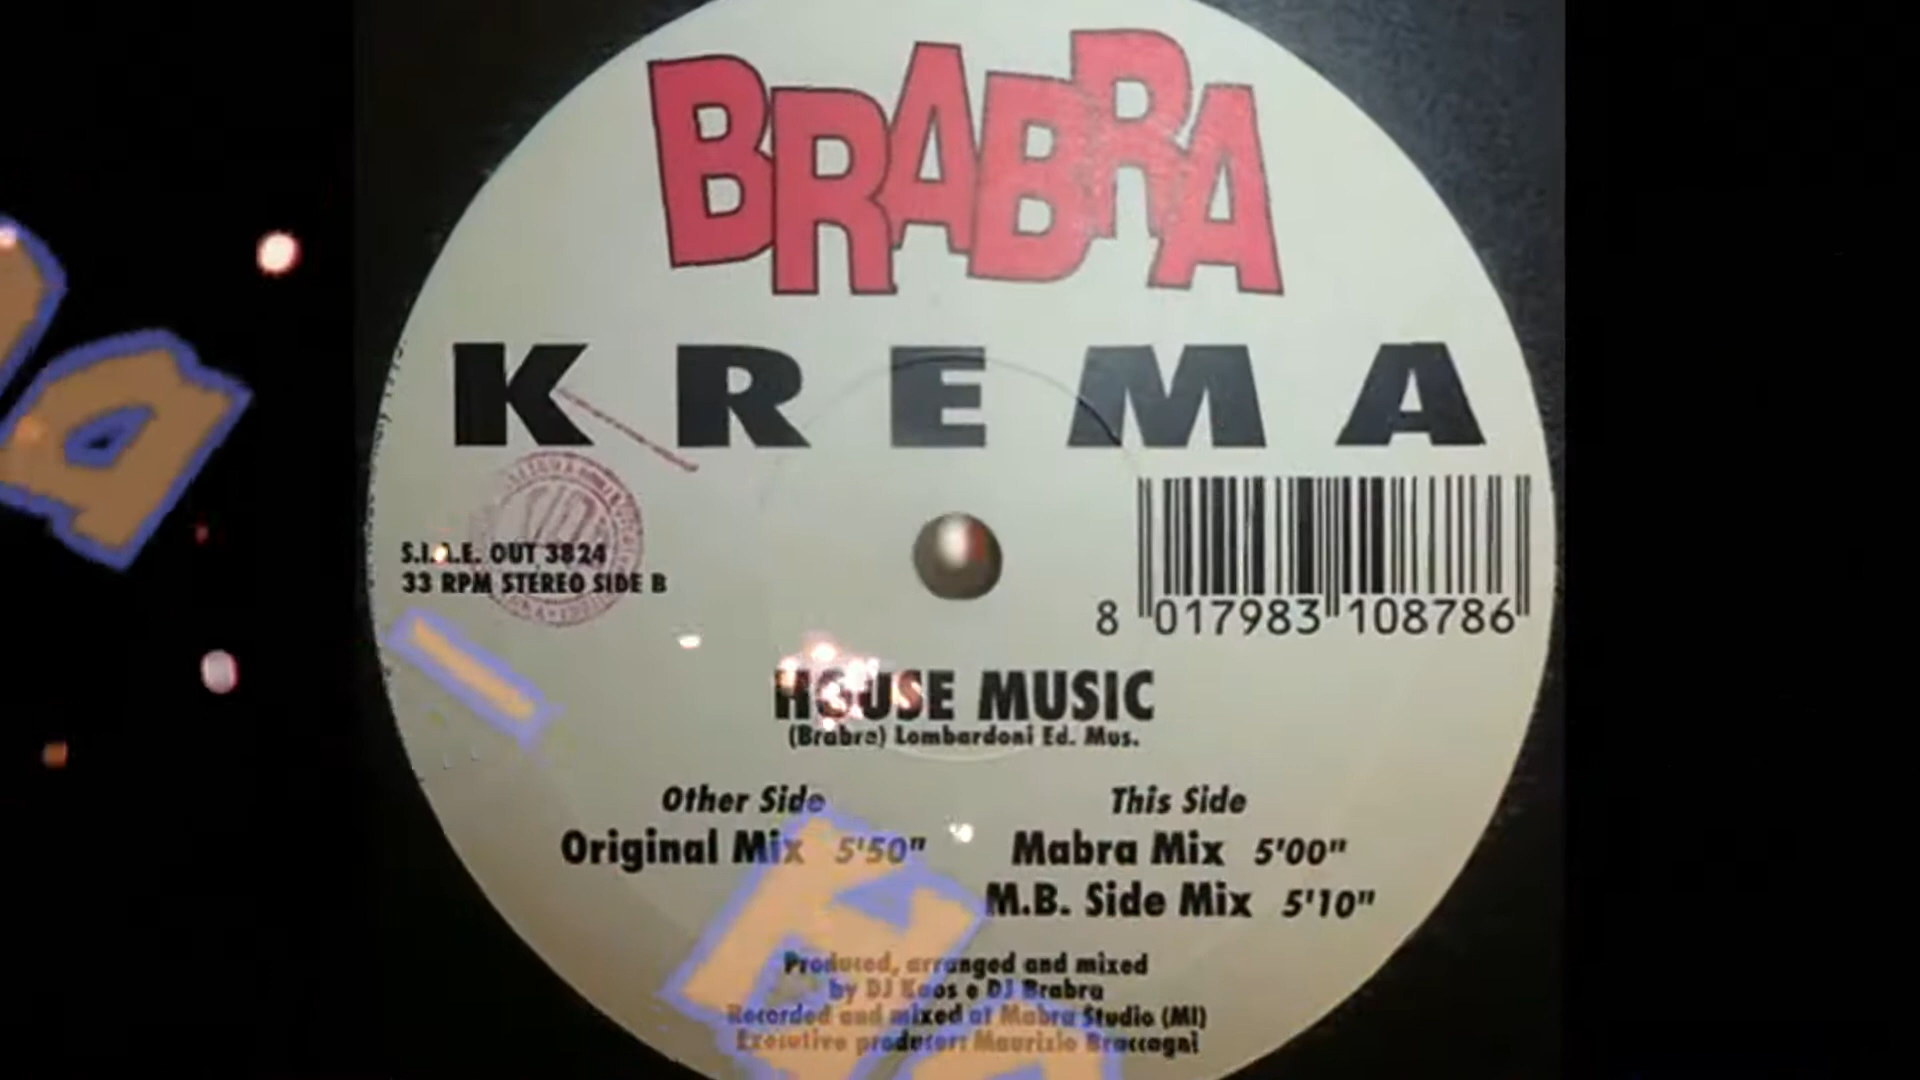 BRABRA
KREMA
S.I.A.E. OUT 3824
33 RPM STEREO SIDE B
8 017983 108786
HOUSE MUSIC
(Brabra) Lombardoni Ed. Mus.
Other Side
Original Mix 5'50"
This Side
Mabra Mix 5'00"
M.B. Side Mix 5'10"
Produced, arranged and mixed
by DJ Kaos e DJ Brabra
Recorded and mixed at Mabra Studio (MI)
Executive producer: Maurizio Braccagni